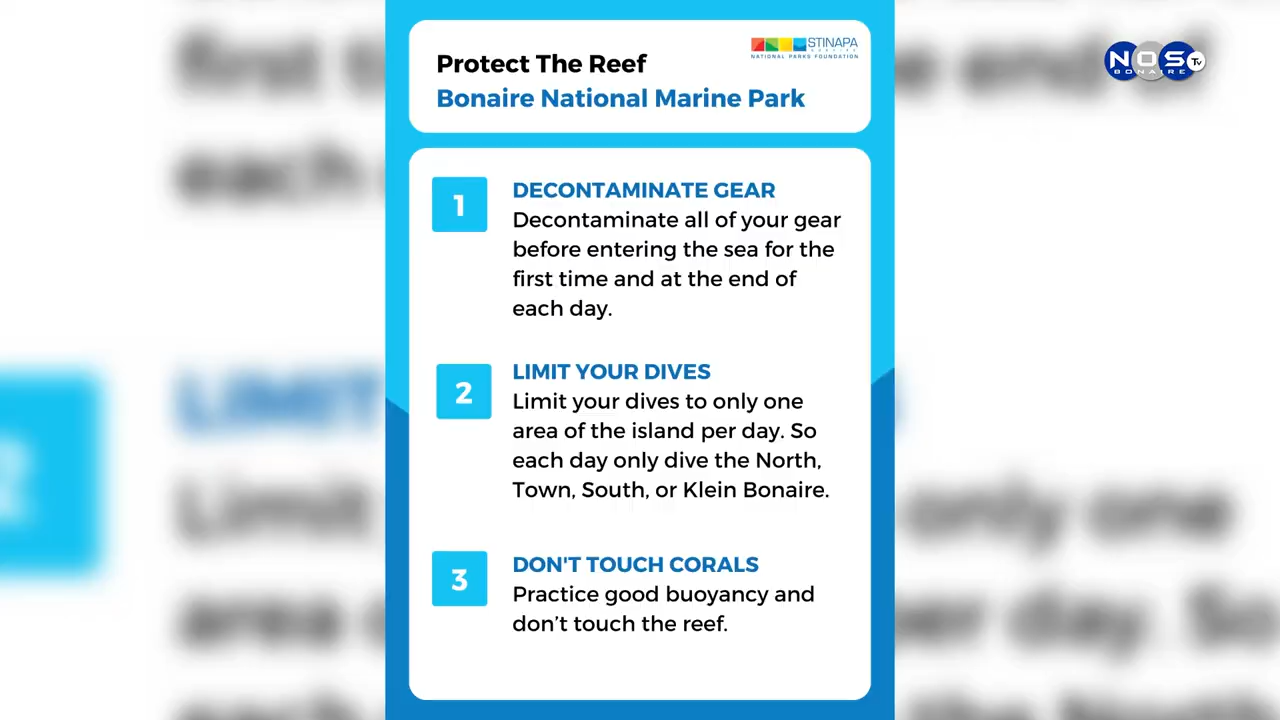 Protect The Reef
Bonaire National Marine Park
STINAPA
BONAIRE
NATIONAL PARKS FOUNDATION
NOS TV
BONAIRE
1
DECONTAMINATE GEAR
Decontaminate all of your gear
before entering the sea for the
first time and at the end of
each day.
2
LIMIT YOUR DIVES
Limit your dives to only one
area of the island per day. So
each day only dive the North,
Town, South, or Klein Bonaire.
3
DON'T TOUCH CORALS
Practice good buoyancy and
don't touch the reef.